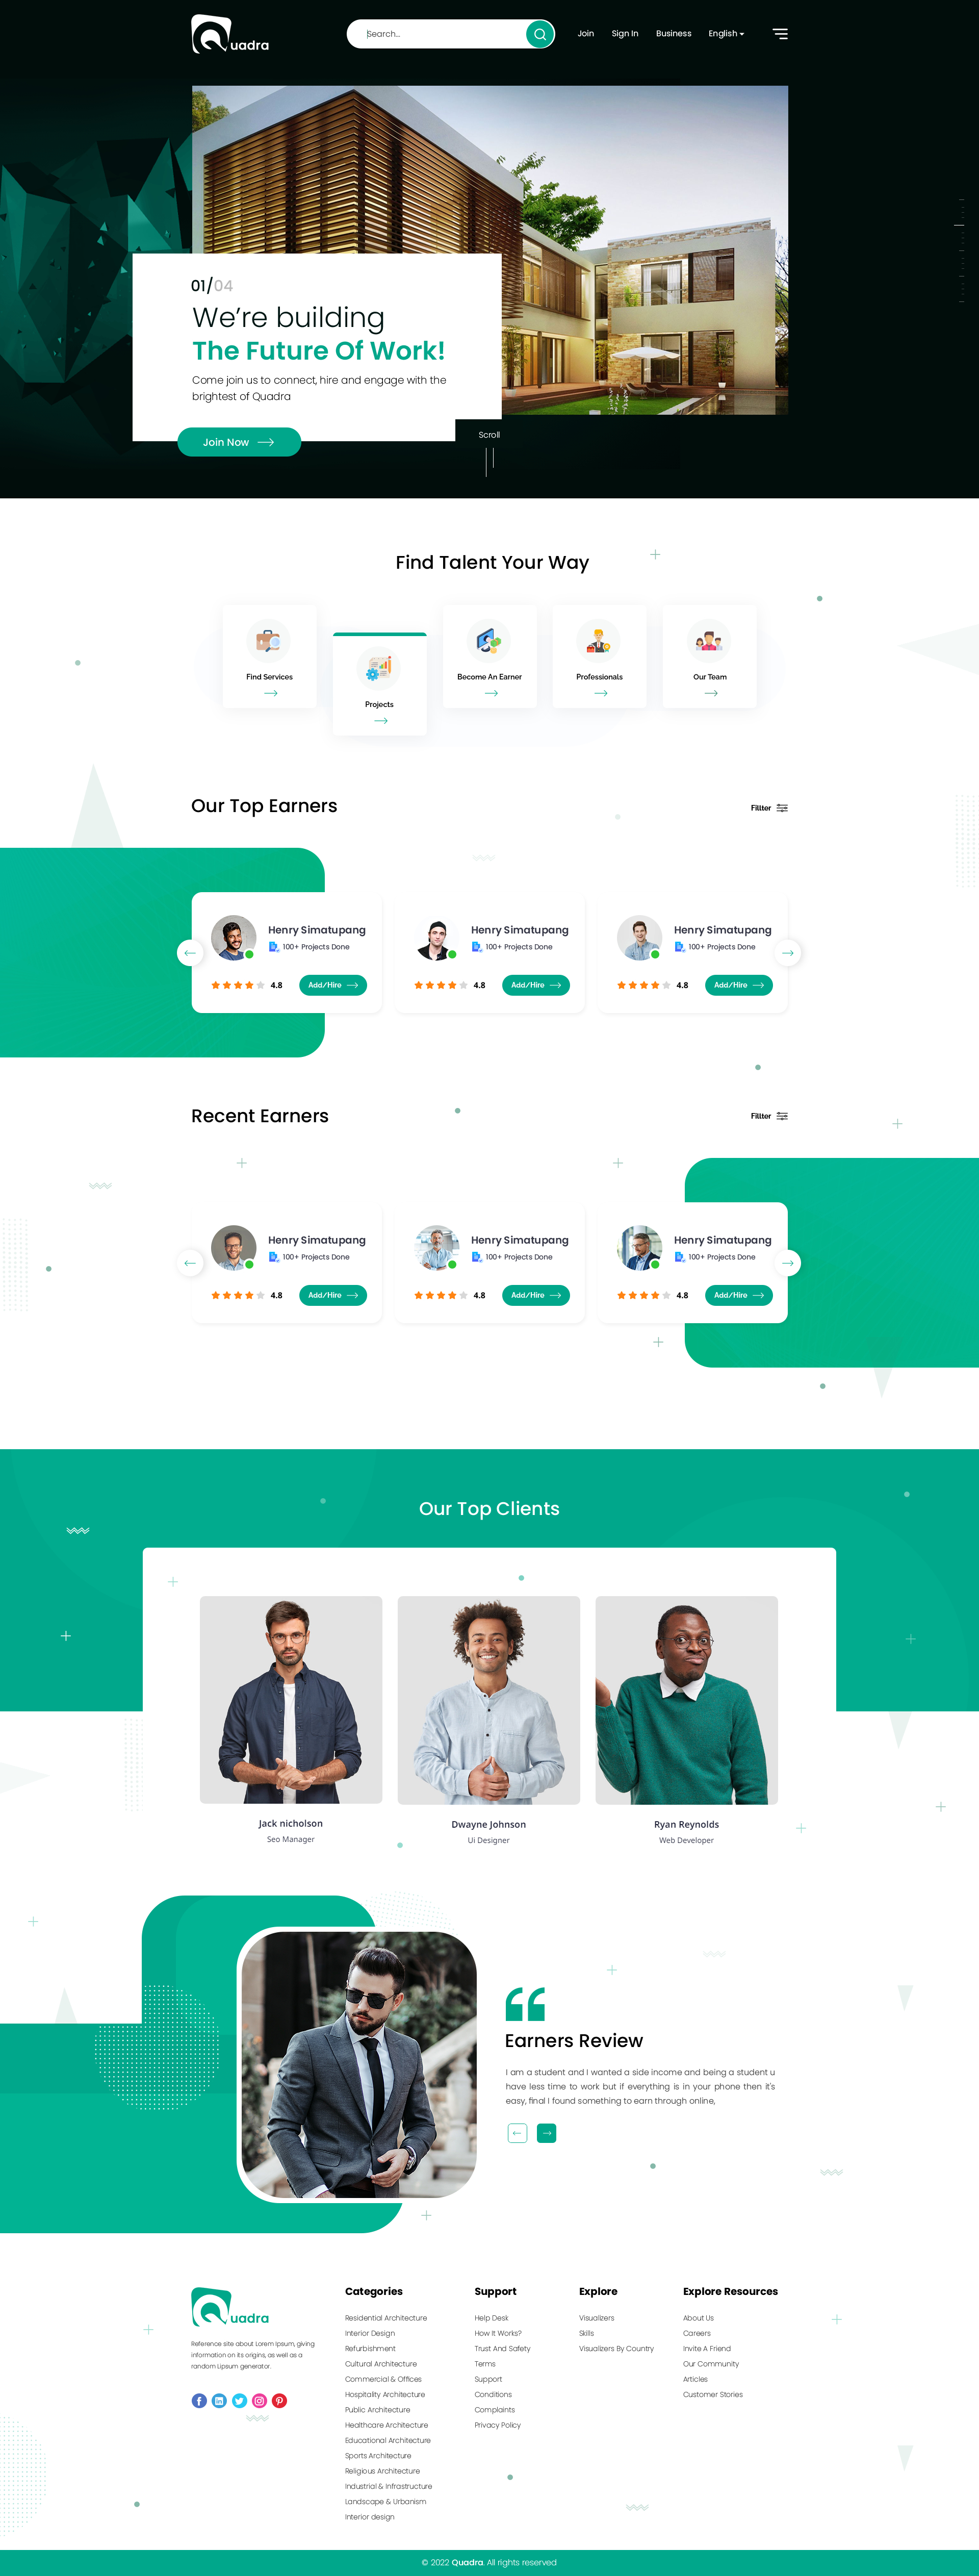 Quadra
Search...
Join Sign In Business English
01/04
We're building
The Future Of Work!
Come join us to connect, hire and engage with the
brightest of Quadra
Join Now
Scroll
Find Talent Your Way
Find Services
Projects
Become An Earner
Professionals
Our Team
Our Top Earners
Fillter
Henry Simatupang
100+ Projects Done
4.8
Add/Hire
Henry Simatupang
100+ Projects Done
4.8
Add/Hire
Henry Simatupang
100+ Projects Done
4.8
Add/Hire
Recent Earners
Fillter
Henry Simatupang
100+ Projects Done
4.8
Add/Hire
Henry Simatupang
100+ Projects Done
4.8
Add/Hire
Henry Simatupang
100+ Projects Done
4.8
Add/Hire
Our Top Clients
Jack nicholson
Seo Manager
Dwayne Johnson
Ui Designer
Ryan Reynolds
Web Developer
Earners Review
I am a student and I wanted a side income and being a student u
have less time to work but if everything is in your phone then it's
easy, final I found something to earn through online,
Quadra
Reference site about Lorem Ipsum, giving
information on its origins, as well as a
random Lipsum generator.
Categories
Residential Architecture
Interior Design
Refurbishment
Cultural Architecture
Commercial & Offices
Hospitality Architecture
Public Architecture
Healthcare Architecture
Educational Architecture
Sports Architecture
Religious Architecture
Industrial & Infrastructure
Landscape & Urbanism
Interior design
Support
Help Desk
How It Works?
Trust And Safety
Terms
Support
Conditions
Complaints
Privacy Policy
Explore
Visualizers
Skills
Visualizers By Country
Explore Resources
About Us
Careers
Invite A Friend
Our Community
Articles
Customer Stories
© 2022 Quadra. All rights reserved